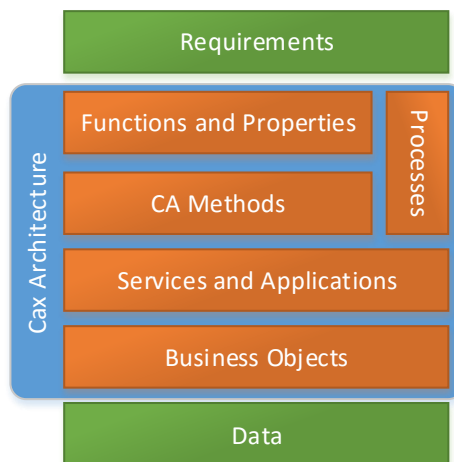 Requirements
Cax Architecture
Functions and Properties
Processes
CA Methods
Services and Applications
Business Objects
Data